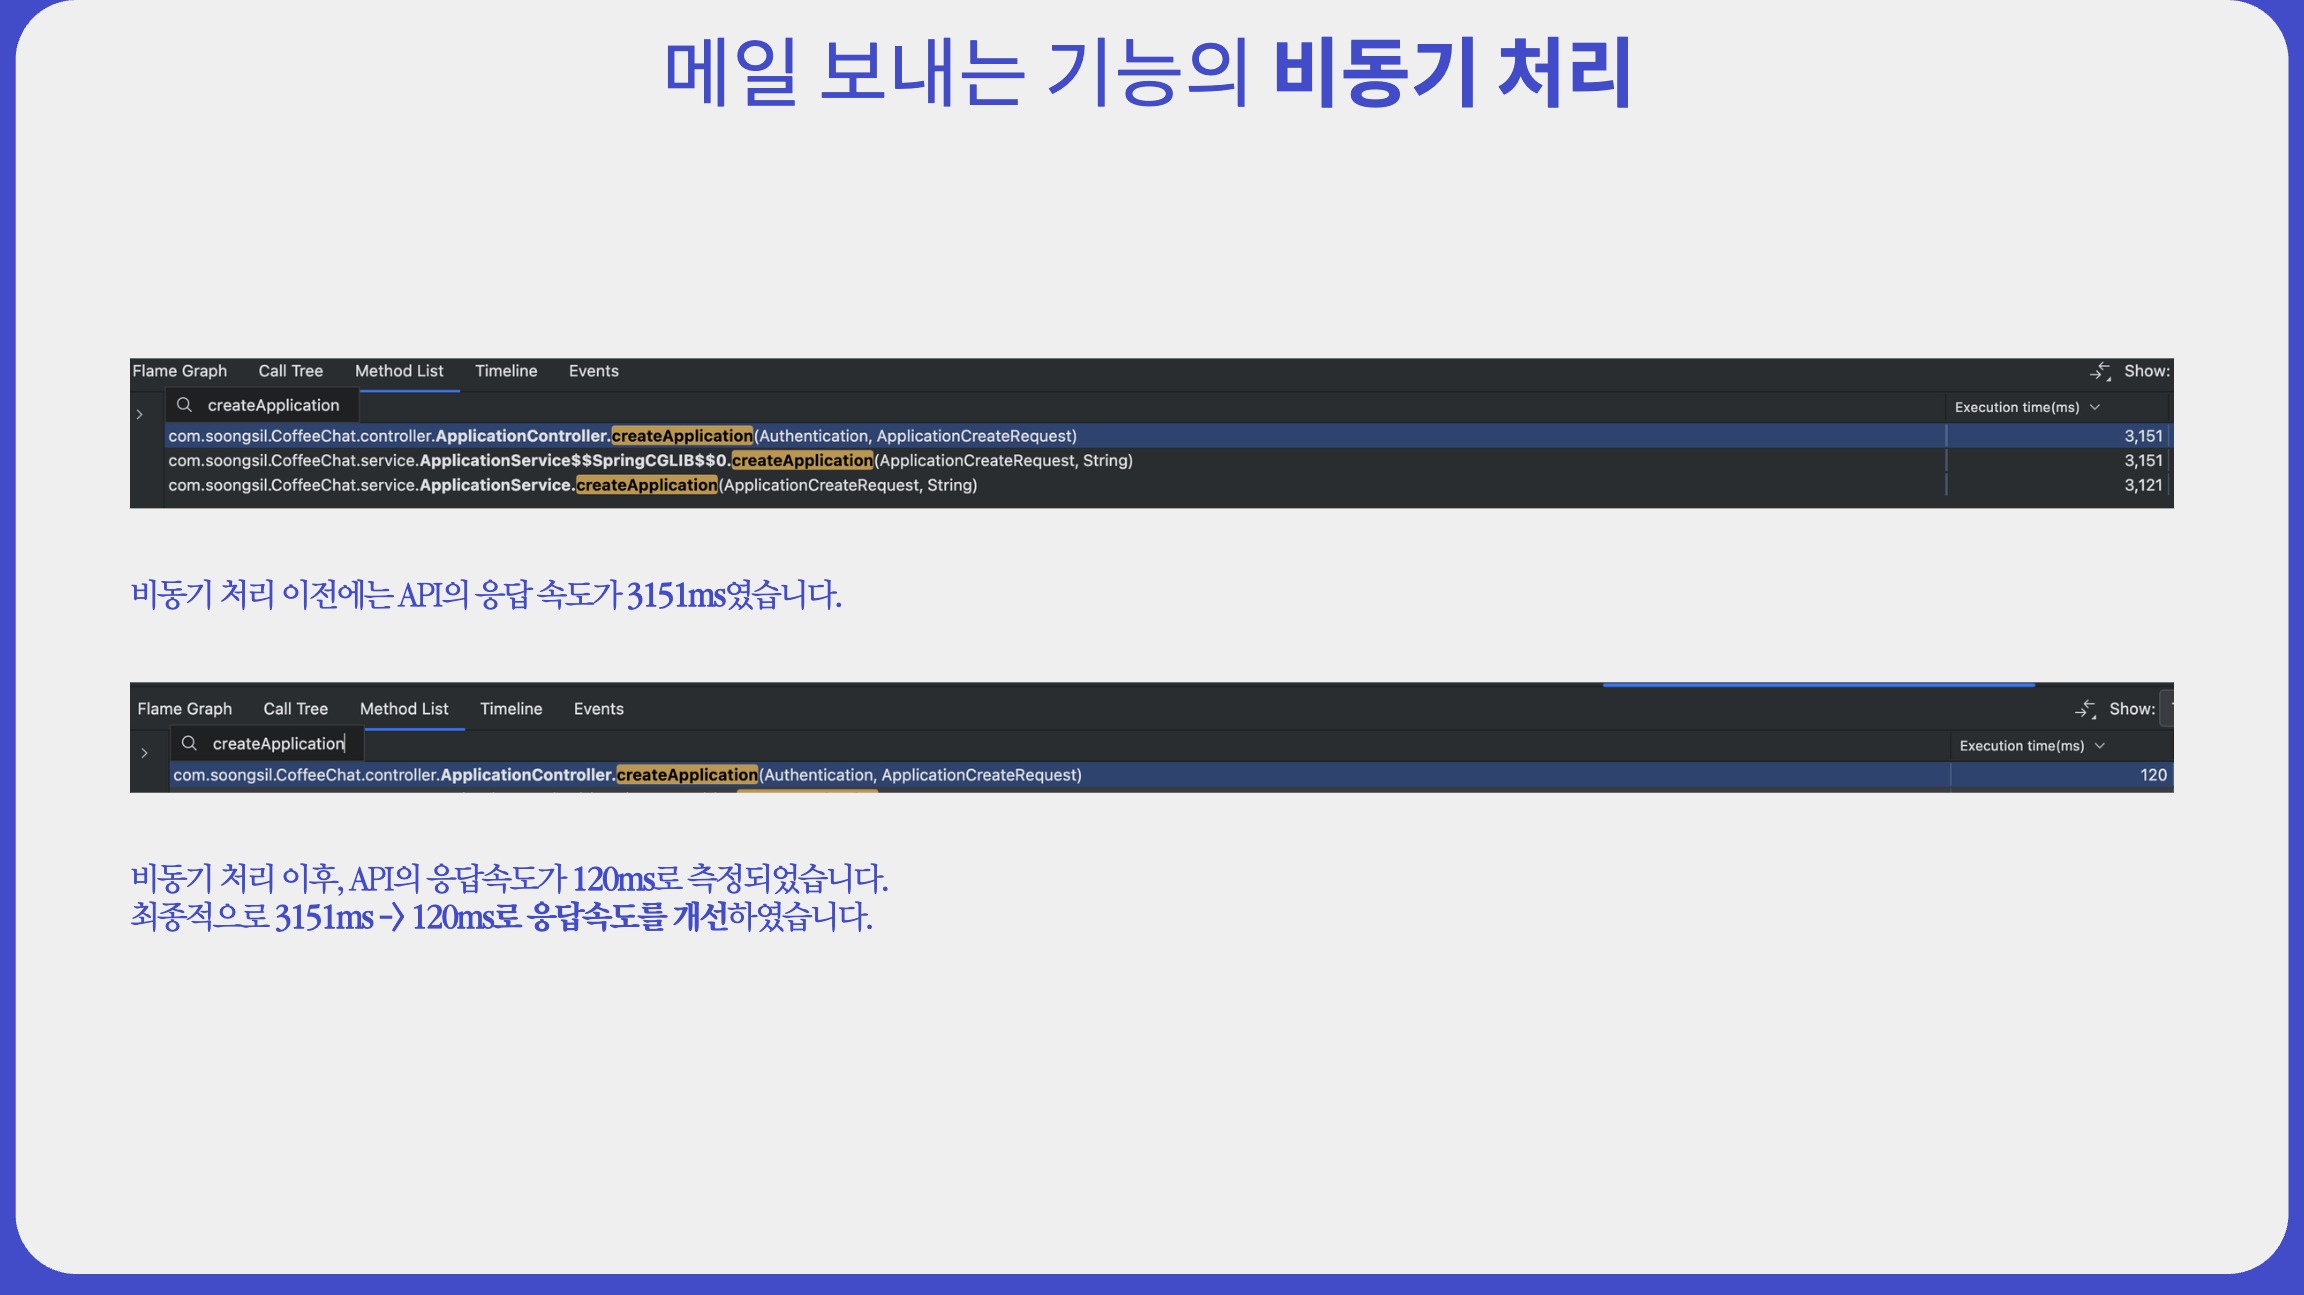 메일 보내는 기능의 비동기 처리
Flame Graph Call Tree Method List Timeline Events Show:
createApplication Execution time(ms)
com.soongsil.CoffeeChat.controller.ApplicationController.createApplication(Authentication, ApplicationCreateRequest) 3,151
com.soongsil.CoffeeChat.service.ApplicationService$$SpringCGLIB$$0.createApplication(ApplicationCreateRequest, String) 3,151
com.soongsil.CoffeeChat.service.ApplicationService.createApplication(ApplicationCreateRequest, String) 3,121
비동기 처리 이전에는 API의 응답 속도가 3151ms였습니다.
Flame Graph Call Tree Method List Timeline Events Show:
createApplication Execution time(ms)
com.soongsil.CoffeeChat.controller.ApplicationController.createApplication(Authentication, ApplicationCreateRequest) 120
비동기 처리 이후, API의 응답속도가 120ms로 측정되었습니다.
최종적으로 3151ms -> 120ms로 응답속도를 개선하였습니다.